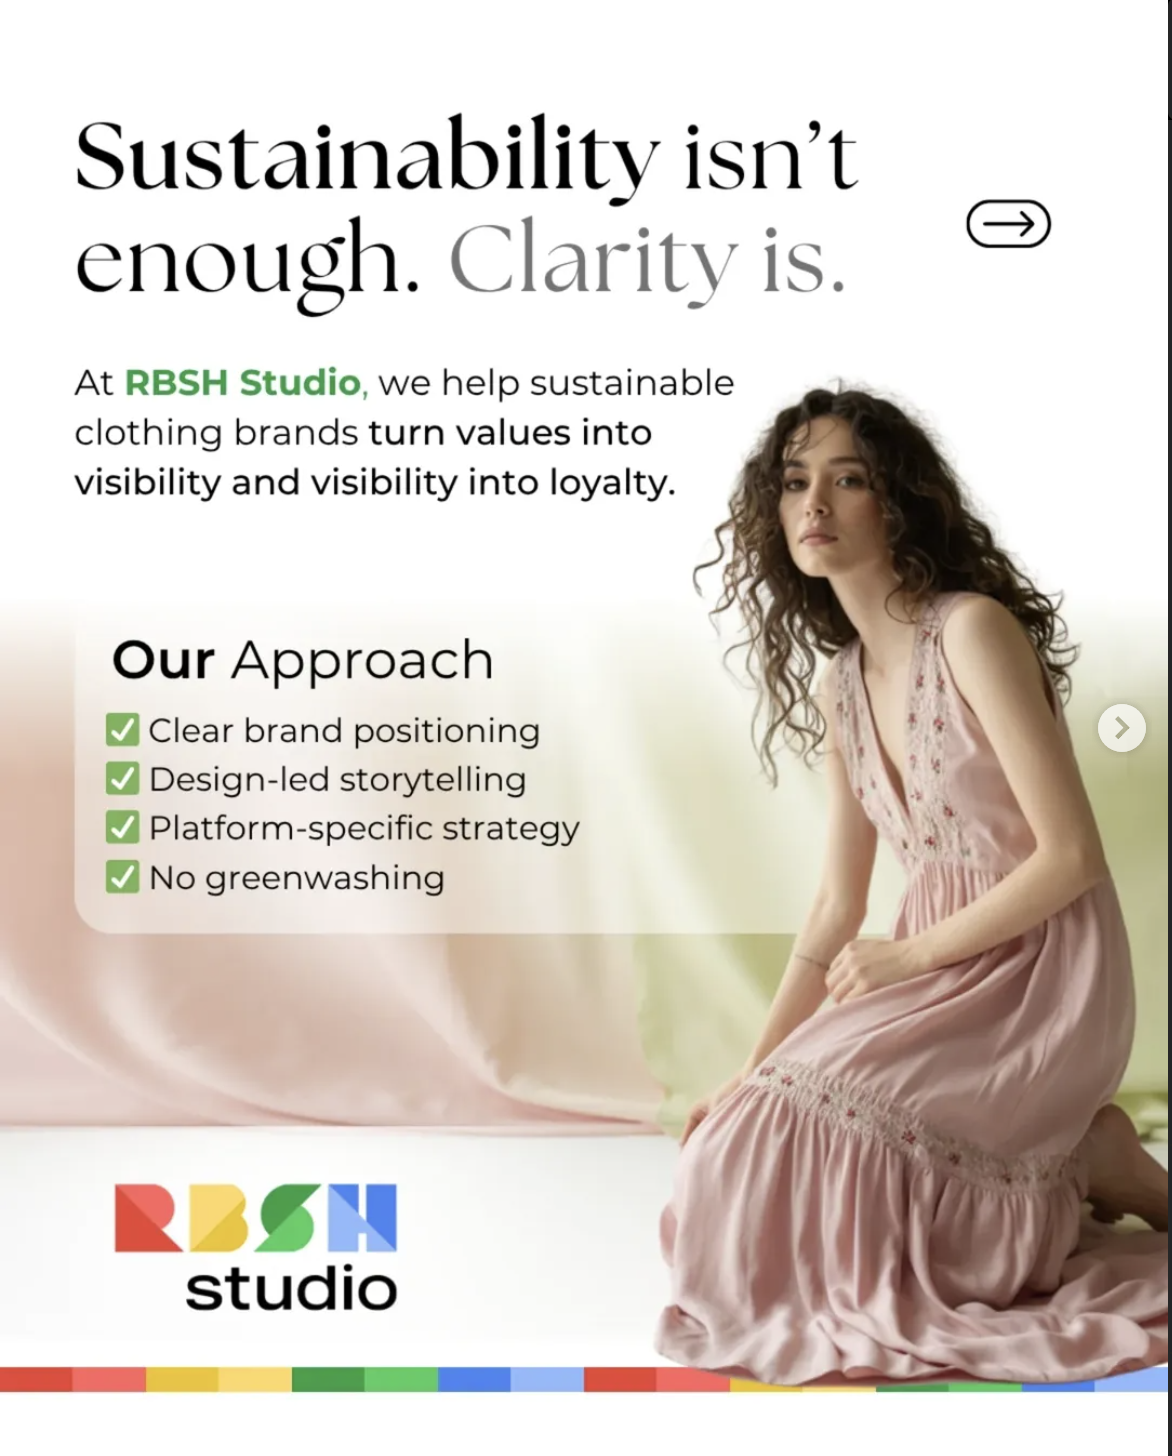 Sustainability isn’t
enough. Clarity is.
At RBSH Studio, we help sustainable
clothing brands turn values into
visibility and visibility into loyalty.
Our Approach
✅ Clear brand positioning
✅ Design-led storytelling
✅ Platform-specific strategy
✅ No greenwashing
RBSH
studio